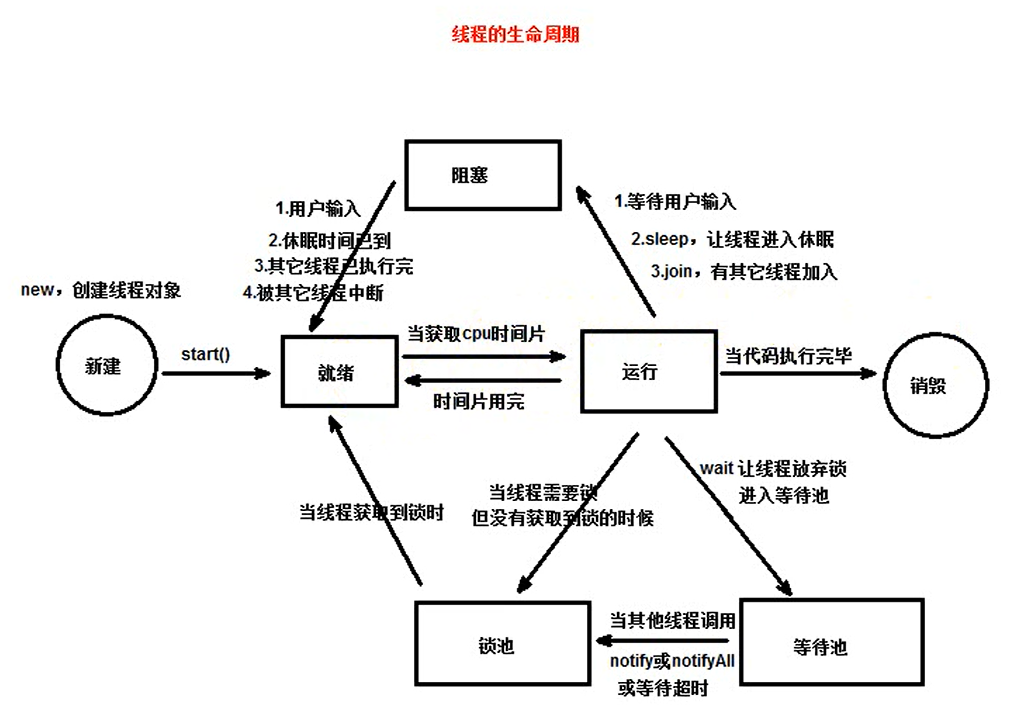 线程的生命周期
阻塞
1.用户输入
2.休眠时间已到
3.其它线程已执行完
4.被其它线程中断
1.等待用户输入
2.sleep，让线程进入休眠
3.join，有其它线程加入
new，创建线程对象
新建
start()
就绪
当获取cpu时间片
时间片用完
运行
当代码执行完毕
销毁
当线程获取到锁时
当线程需要锁
但没有获取到锁的时候
wait 让线程放弃锁
进入等待池
锁池
当其他线程调用
notify或notifyAll
或等待超时
等待池